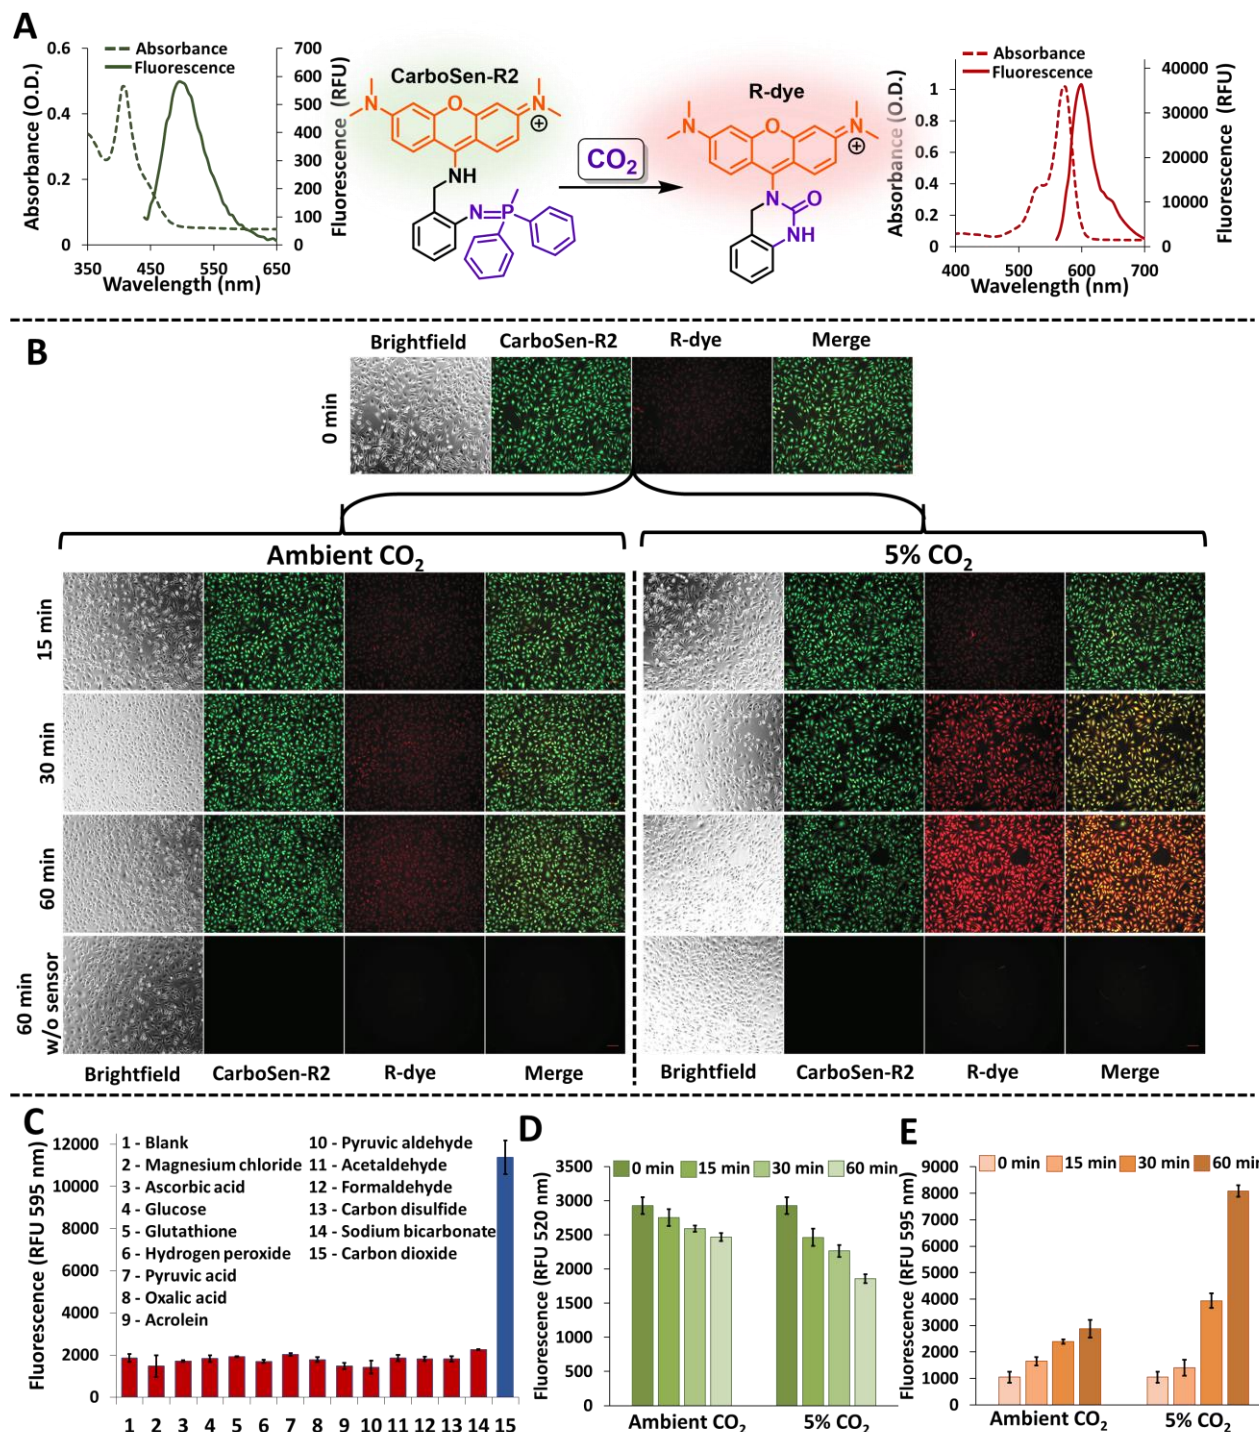 A
Absorbance
Fluorescence
Absorbance (O.D.)
0.6
0.4
0.2
0
700
600
500
400
300
200
100
0
Fluorescence (RFU)
350 450 550 650
Wavelength (nm)
CarboSen-R2
N
O
N
+
NH
N=P
CO2
R-dye
N
O
N
+
N
O
NH
Absorbance
Fluorescence
Absorbance (O.D.)
1
0.8
0.6
0.4
0.2
0
40000
30000
20000
10000
0
Fluorescence (RFU)
400 500 600 700
Wavelength (nm)
B
Brightfield CarboSen-R2 R-dye Merge
0 min
Ambient CO2
5% CO2
15 min
30 min
60 min
60 min
w/o sensor
Brightfield CarboSen-R2 R-dye Merge
Brightfield CarboSen-R2 R-dye Merge
C
Fluorescence (RFU 595 nm)
12000
10000
8000
6000
4000
2000
0
1 - Blank
2 - Magnesium chloride
3 - Ascorbic acid
4 - Glucose
5 - Glutathione
6 - Hydrogen peroxide
7 - Pyruvic acid
8 - Oxalic acid
9 - Acrolein
10 - Pyruvic aldehyde
11 - Acetaldehyde
12 - Formaldehyde
13 - Carbon disulfide
14 - Sodium bicarbonate
15 - Carbon dioxide
1 2 3 4 5 6 7 8 9 10 11 12 13 14 15
D
Fluorescence (RFU 520 nm)
3500
3000
2500
2000
1500
1000
500
0
0 min 15 min 30 min 60 min
Ambient CO2 5% CO2
E
Fluorescence (RFU 595 nm)
9000
8000
7000
6000
5000
4000
3000
2000
1000
0
0 min 15 min 30 min 60 min
Ambient CO2 5% CO2